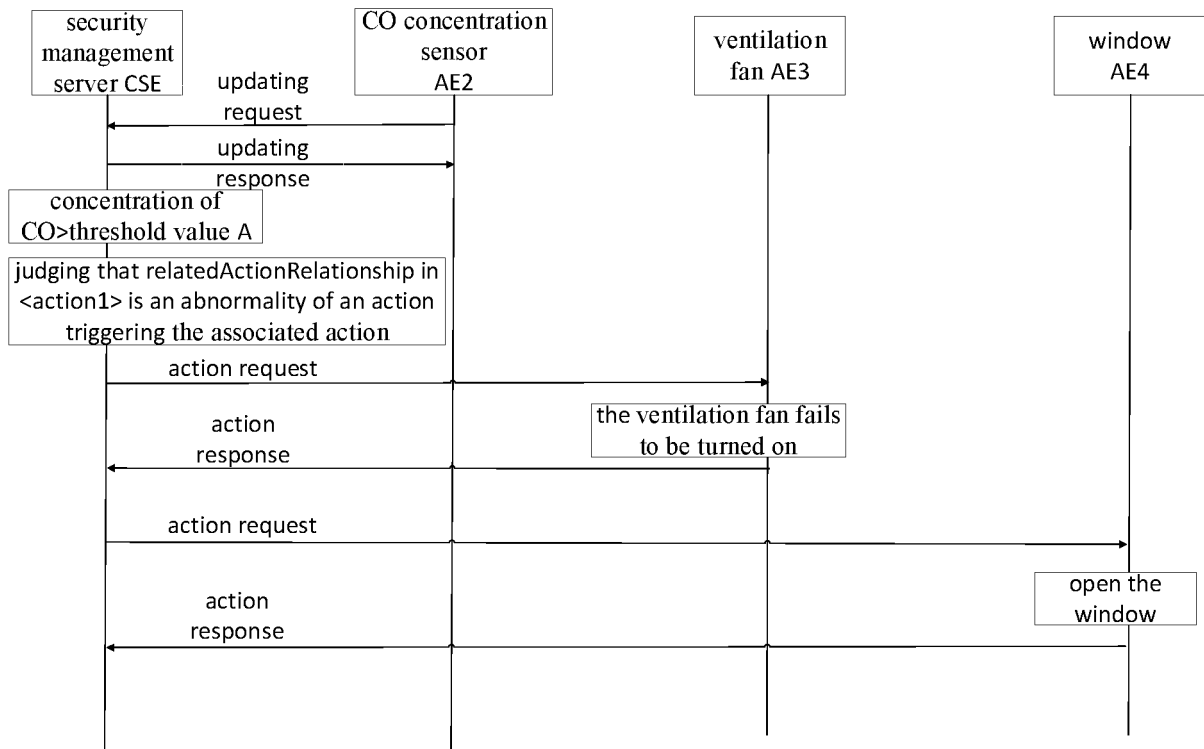 security
management
server CSE
CO concentration
sensor
AE2
ventilation
fan AE3
window
AE4
updating
request
updating
response
concentration of
CO>threshold value A
judging that relatedActionRelationship in
<action1> is an abnormality of an action
triggering the associated action
action request
the ventilation fan fails
to be turned on
action
response
action request
open the
window
action
response